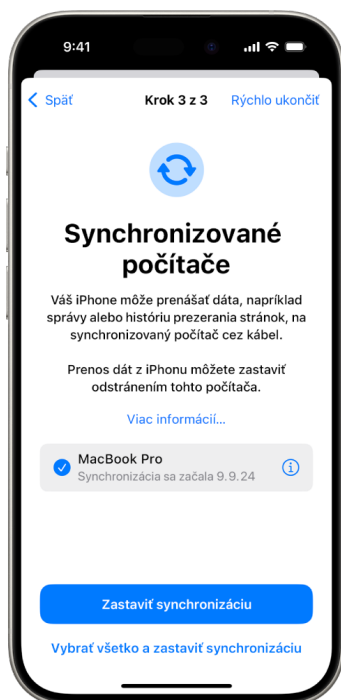 9:41
Späť
Krok 3 z 3
Rýchlo ukončiť
Synchronizované
počítače
Váš iPhone môže prenášať dáta, napríklad
správy alebo históriu prezerania stránok, na
synchronizovaný počítač cez kábel.
Prenos dát z iPhonu môžete zastaviť
odstránením tohto počítača.
Viac informácií...
MacBook Pro
Synchronizácia sa začala 9. 9. 24
Zastaviť synchronizáciu
Vybrať všetko a zastaviť synchronizáciu